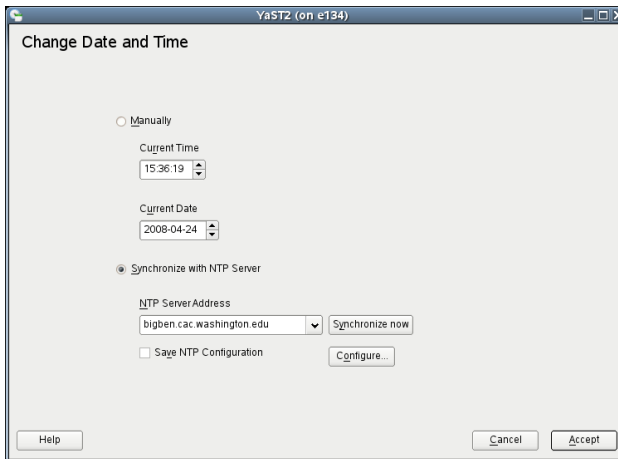 YaST2 (on e134)
Change Date and Time
Manually
Current Time
15:36:19
Current Date
2008-04-24
Synchronize with NTP Server
NTP Server Address
bigben.cac.washington.edu
Synchronize now
Save NTP Configuration
Configure...
Help
Cancel
Accept